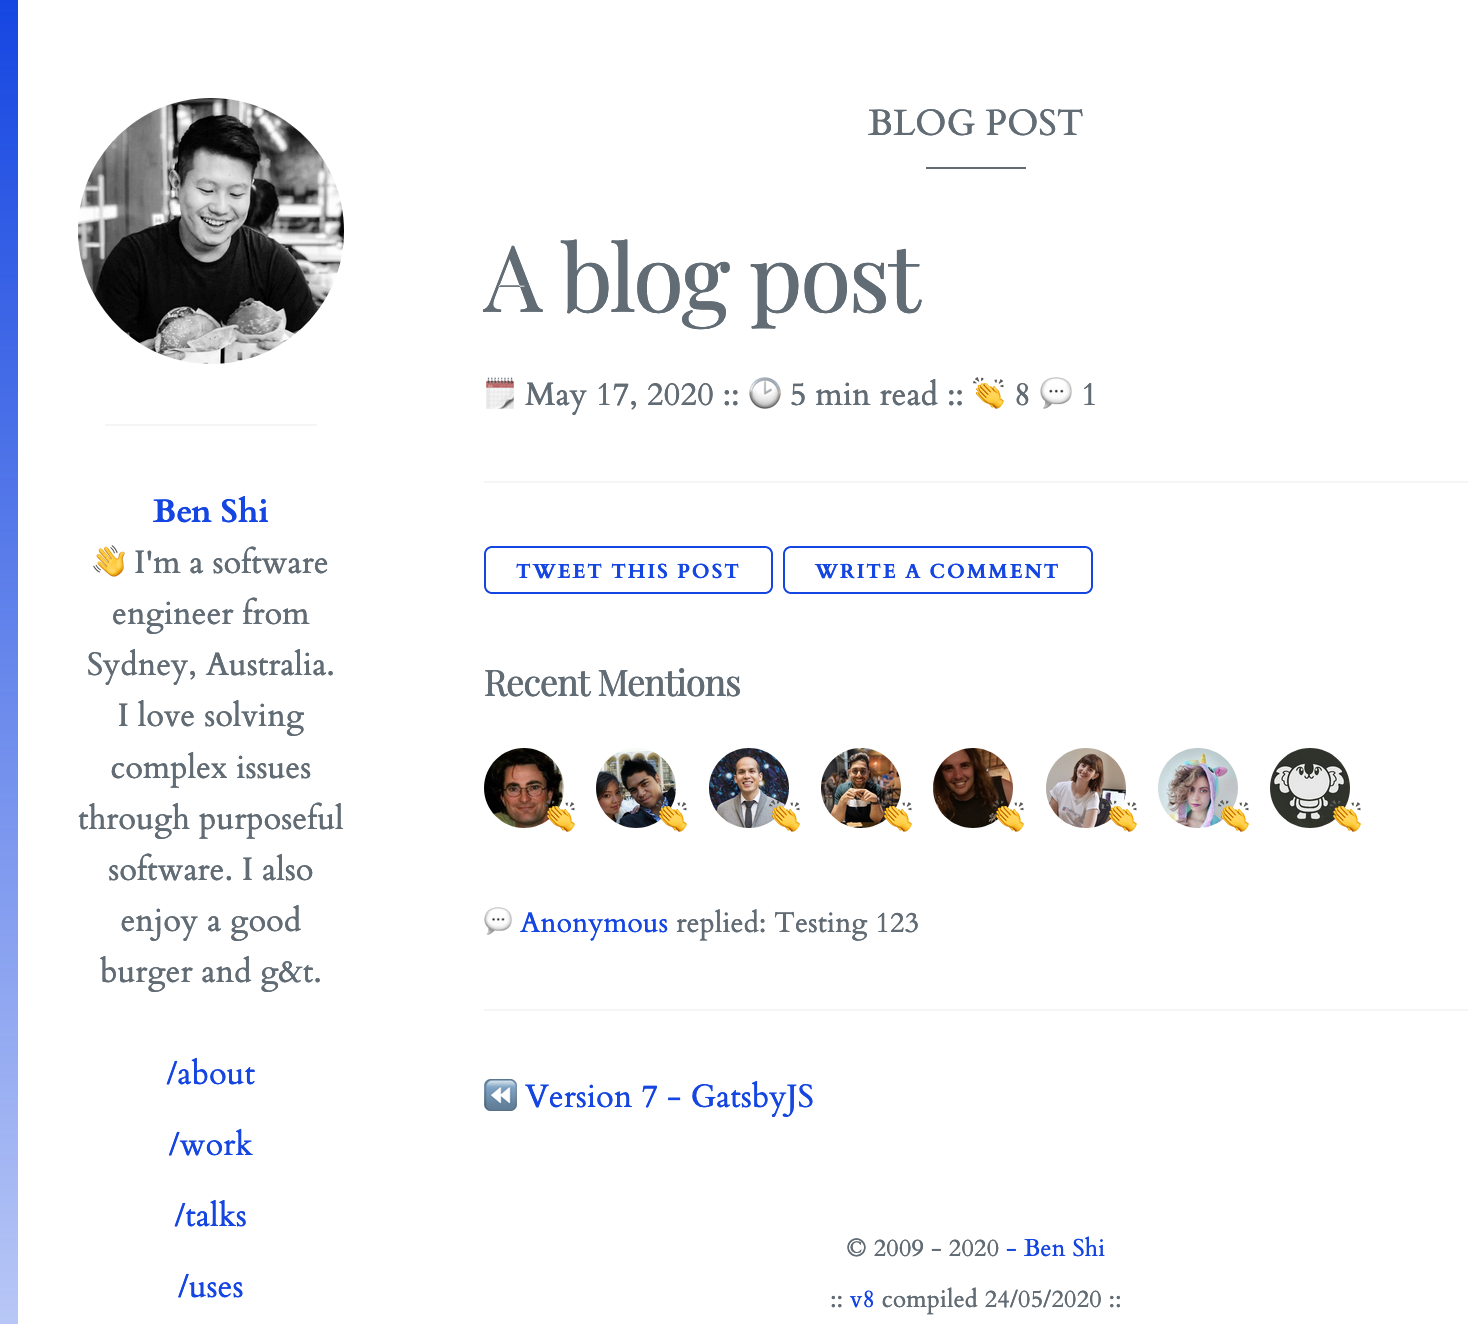 Ben Shi
👋 I'm a software
engineer from
Sydney, Australia.
I love solving
complex issues
through purposeful
software. I also
enjoy a good
burger and g&t.
/about
/work
/talks
/uses
BLOG POST
A blog post
🗓 May 17, 2020 :: 🕑 5 min read :: 👏 8 💬 1
TWEET THIS POST
WRITE A COMMENT
Recent Mentions
💬 Anonymous replied: Testing 123
⏪ Version 7 - GatsbyJS
© 2009 - 2020 - Ben Shi
:: v8 compiled 24/05/2020 ::